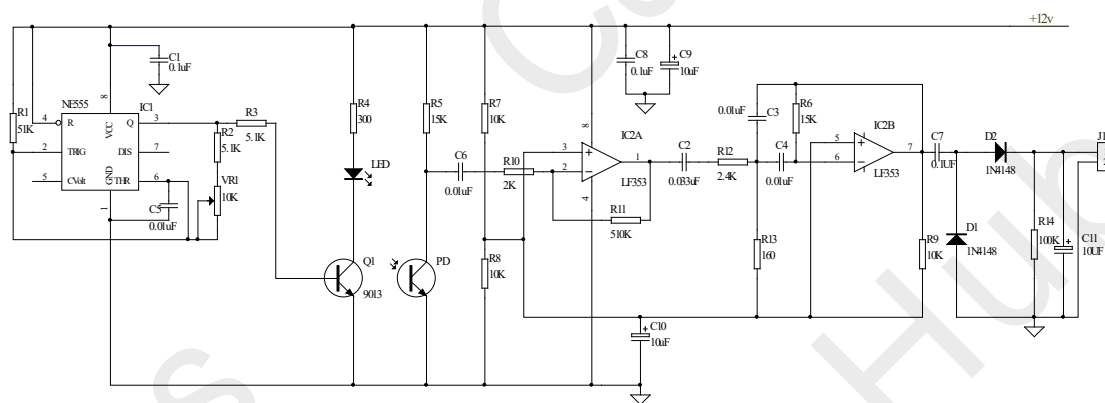 +12v
C1
0.1uF
C8
0.1uF
C9
10uF
R1
51K
NE555
IC1
8
VCC
4
R
Q
3
2
TRIG
DIS
7
5
CVolt
GND
THR
6
1
R3
5.1K
R2
5.1K
VR1
10K
C5
0.01uF
R4
300
LED
Q1
9013
R5
15K
PD
C6
0.01uF
R7
10K
R8
10K
R10
2K
IC2A
8
3
2
1
4
LF353
R11
510K
C2
0.033uF
R12
2.4K
0.01uF
C3
C4
0.01uF
R6
15K
R13
160
IC2B
5
6
7
LF353
C7
0.1UF
R9
10K
D2
1N4148
D1
1N4148
R14
100K
C11
10UF
J1
C10
10uF